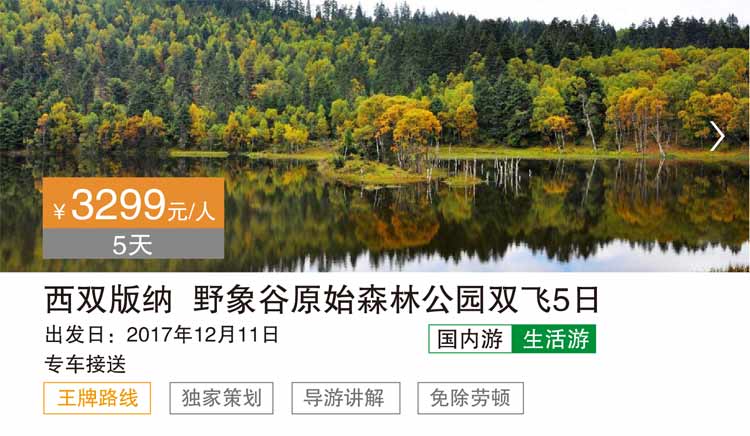 ￥3299元/人
5天
西双版纳 野象谷原始森林公园双飞5日
出发日：2017年12月11日
国内游 生活游
专车接送
王牌路线 独家策划 导游讲解 免除劳顿